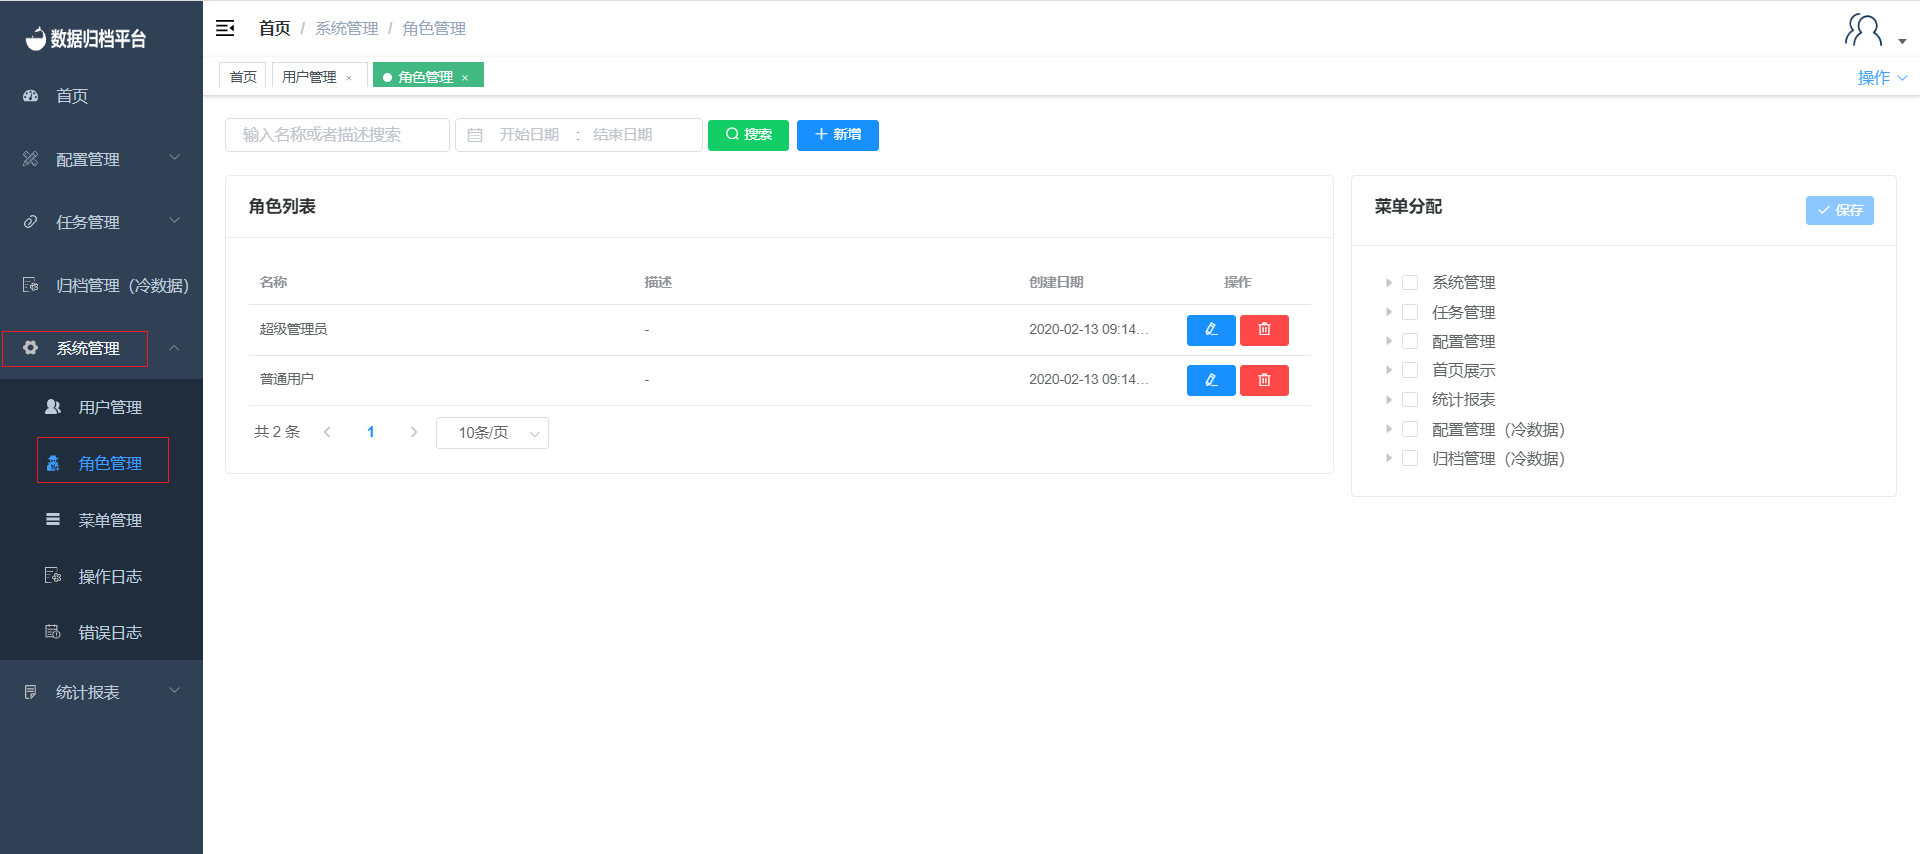 数据归档平台
首页
配置管理
任务管理
归档管理（冷数据）
系统管理
用户管理
角色管理
菜单管理
操作日志
错误日志
统计报表
首页 / 系统管理 / 角色管理
首页 用户管理 × 角色管理 ×
操作
输入名称或者描述搜索 开始日期 : 结束日期 搜索 新增
角色列表
名称 描述 创建日期 操作
超级管理员 - 2020-02-13 09:14...
普通用户 - 2020-02-13 09:14...
共 2 条 1 10条/页
菜单分配
保存
系统管理
任务管理
配置管理
首页展示
统计报表
配置管理（冷数据）
归档管理（冷数据）